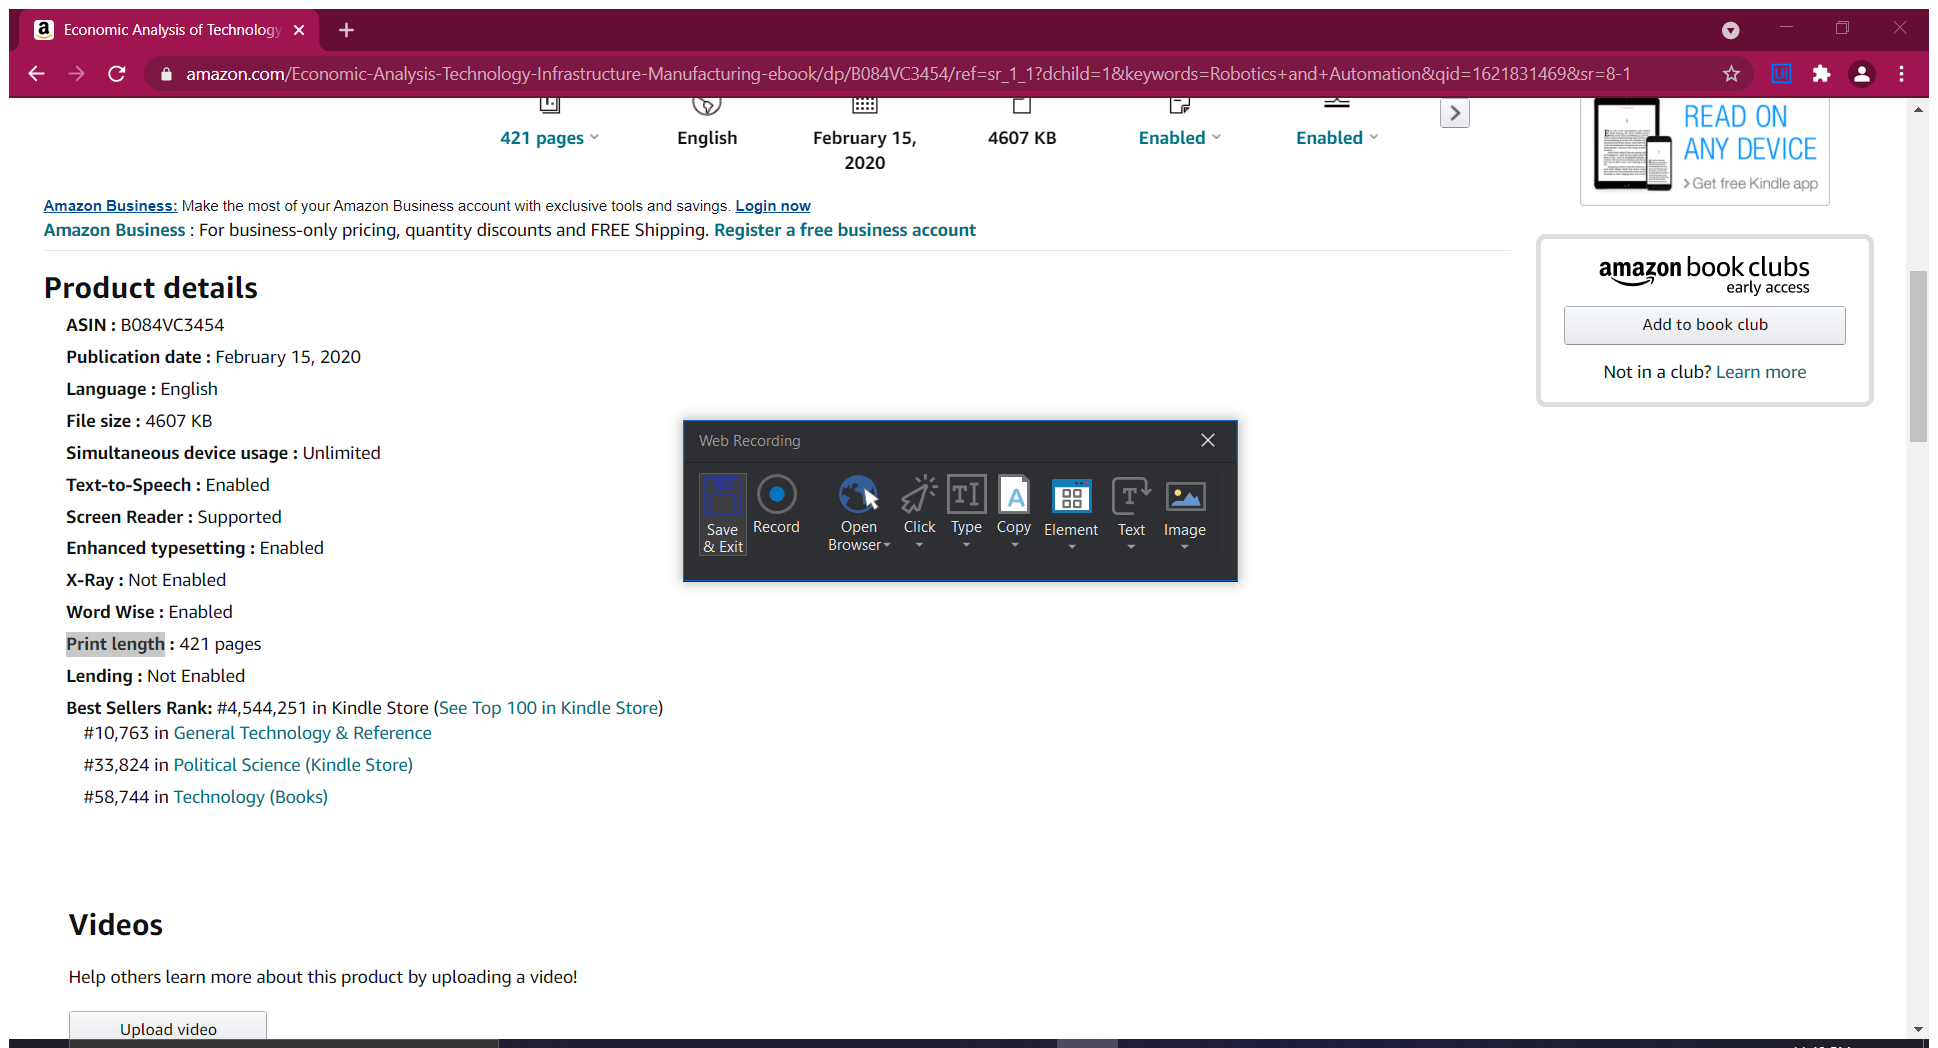 Economic Analysis of Technology
amazon.com/Economic-Analysis-Technology-Infrastructure-Manufacturing-ebook/dp/B084VC3454/ref=sr_1_1?dchild=1&keywords=Robotics+and+Automation&qid=1621831469&sr=8-1
421 pages
English
February 15,
2020
4607 KB
Enabled
Enabled
READ ON
ANY DEVICE
Get free Kindle app
Amazon Business: Make the most of your Amazon Business account with exclusive tools and savings. Login now
Amazon Business : For business-only pricing, quantity discounts and FREE Shipping. Register a free business account
amazon book clubs
early access
Add to book club
Not in a club? Learn more
Product details
ASIN : B084VC3454
Publication date : February 15, 2020
Language : English
File size : 4607 KB
Simultaneous device usage : Unlimited
Text-to-Speech : Enabled
Screen Reader : Supported
Enhanced typesetting : Enabled
X-Ray : Not Enabled
Word Wise : Enabled
Print length : 421 pages
Lending : Not Enabled
Best Sellers Rank: #4,544,251 in Kindle Store (See Top 100 in Kindle Store)
#10,763 in General Technology & Reference
#33,824 in Political Science (Kindle Store)
#58,744 in Technology (Books)
Web Recording
Save
& Exit
Record
Open
Browser
Click
Type
Copy
Element
Text
Image
Videos
Help others learn more about this product by uploading a video!
Upload video